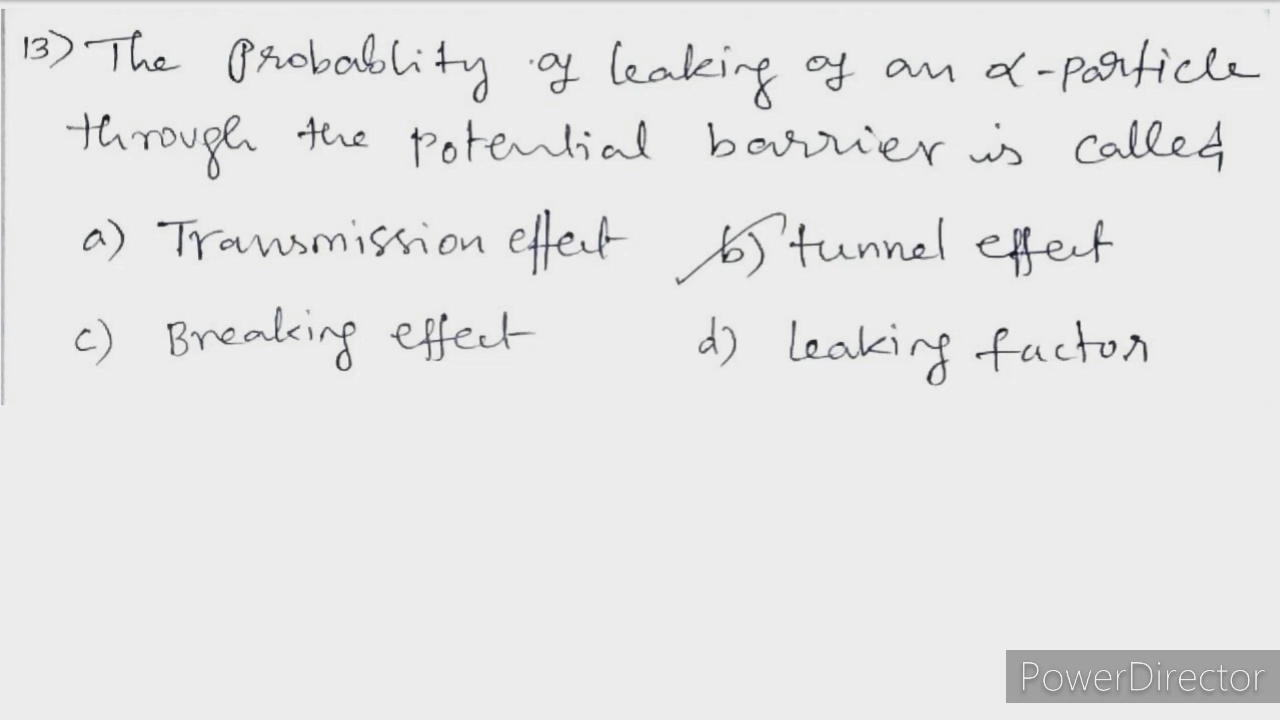 13) The Probablity of leaking of an α-particle
through the potential barrier is called
a) Transmission effect b) tunnel effect
c) Breaking effect d) leaking factor
PowerDirector